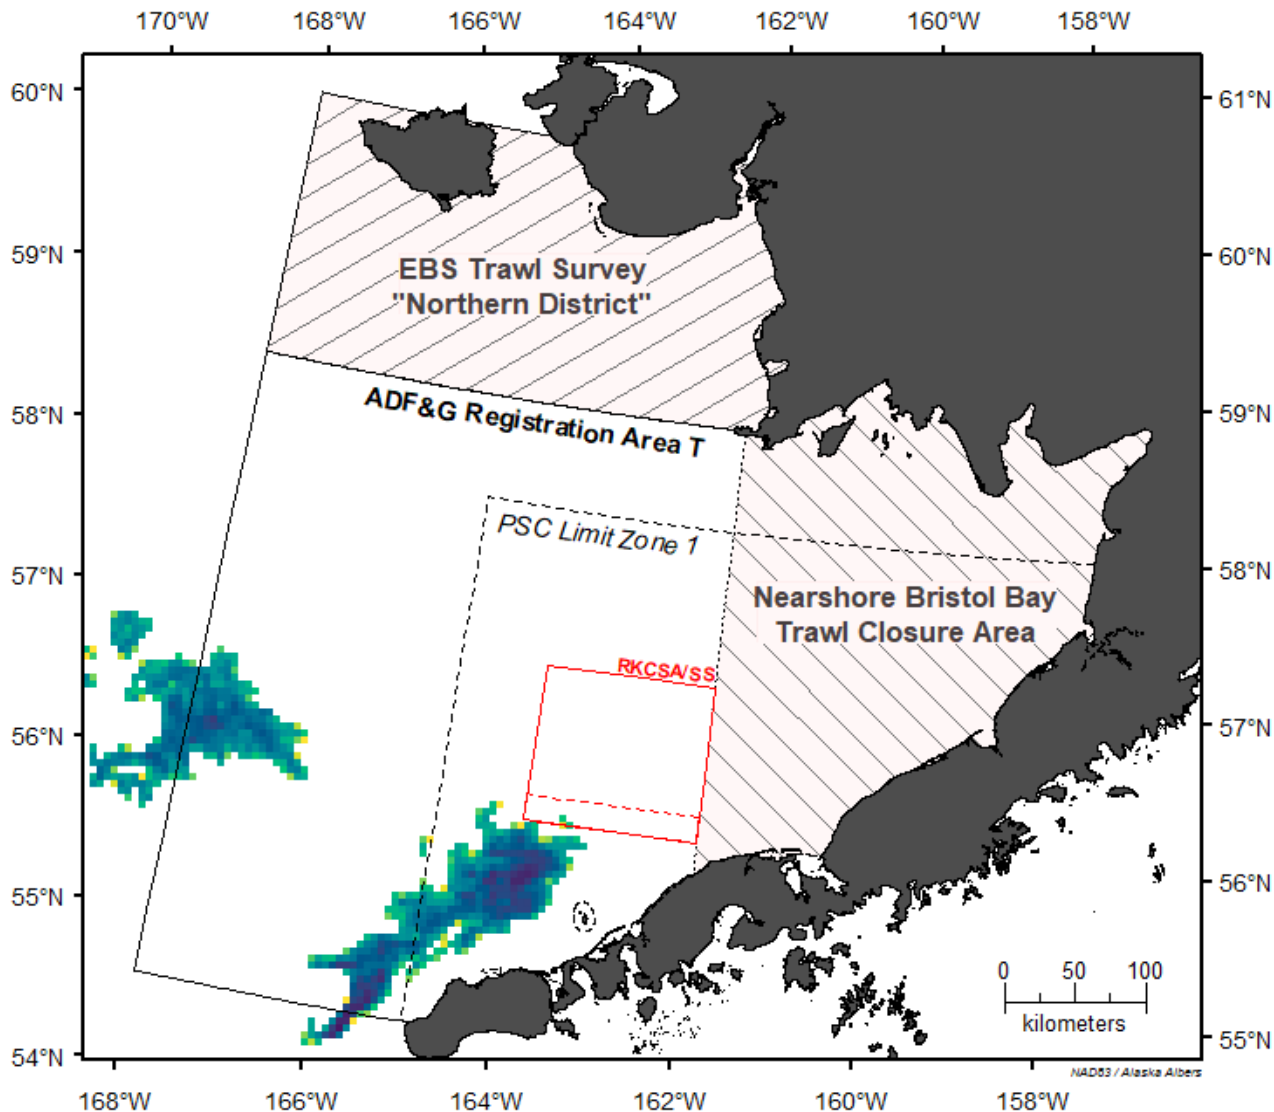 170°W 168°W 166°W 164°W 162°W 160°W 158°W
60°N
61°N
59°N
60°N
EBS Trawl Survey
"Northern District"
58°N
59°N
ADF&G Registration Area T
PSC Limit Zone 1
57°N
58°N
Nearshore Bristol Bay
Trawl Closure Area
RKCSA/SS
56°N
57°N
55°N
56°N
0 50 100
kilometers
54°N
55°N
NAD83 / Alaska Albers
168°W 166°W 164°W 162°W 160°W 158°W